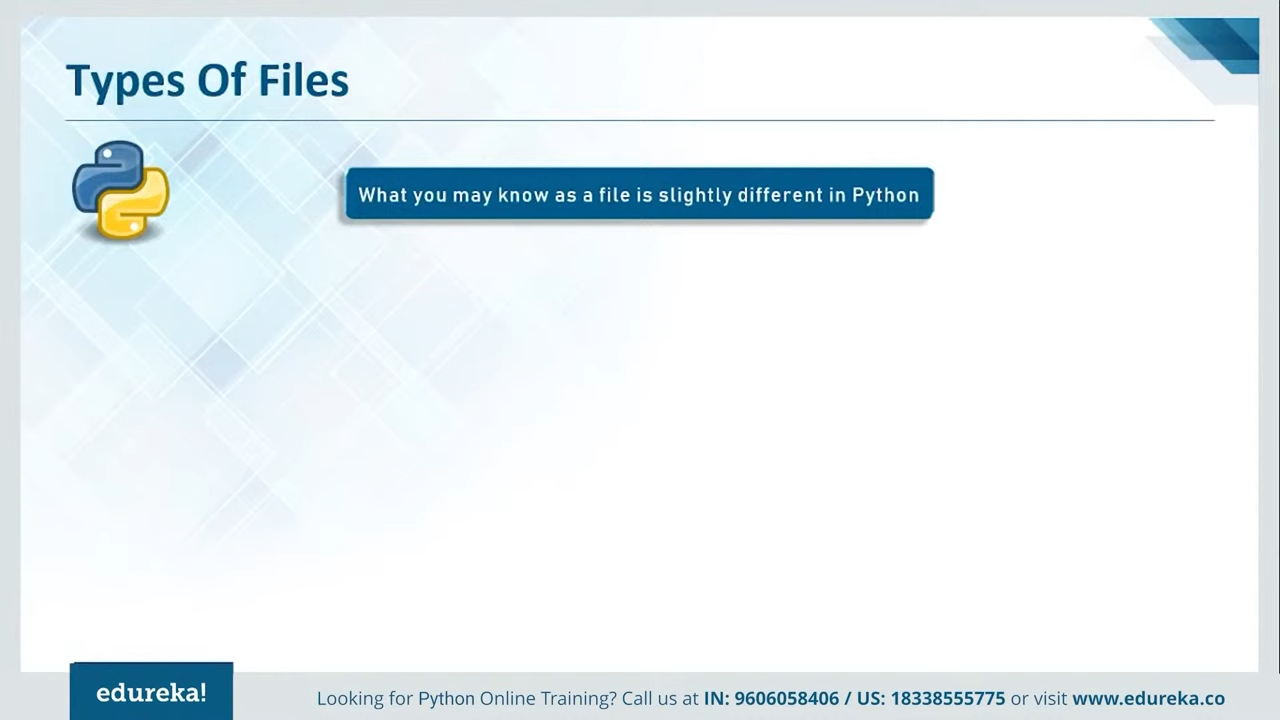 Types Of Files
What you may know as a file is slightly different in Python
edureka!
Looking for Python Online Training? Call us at IN: 9606058406 / US: 18338555775 or visit www.edureka.co